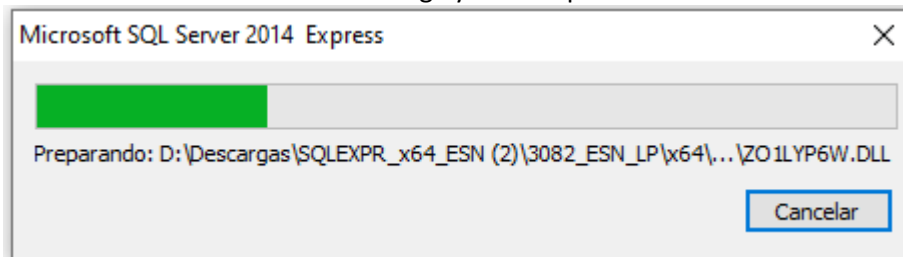 Microsoft SQL Server 2014 Express
Preparando: D:\Descargas\SQLEXPR_x64_ESN (2)\3082_ESN_LP\x64\...\ZO1LYP6W.DLL
Cancelar